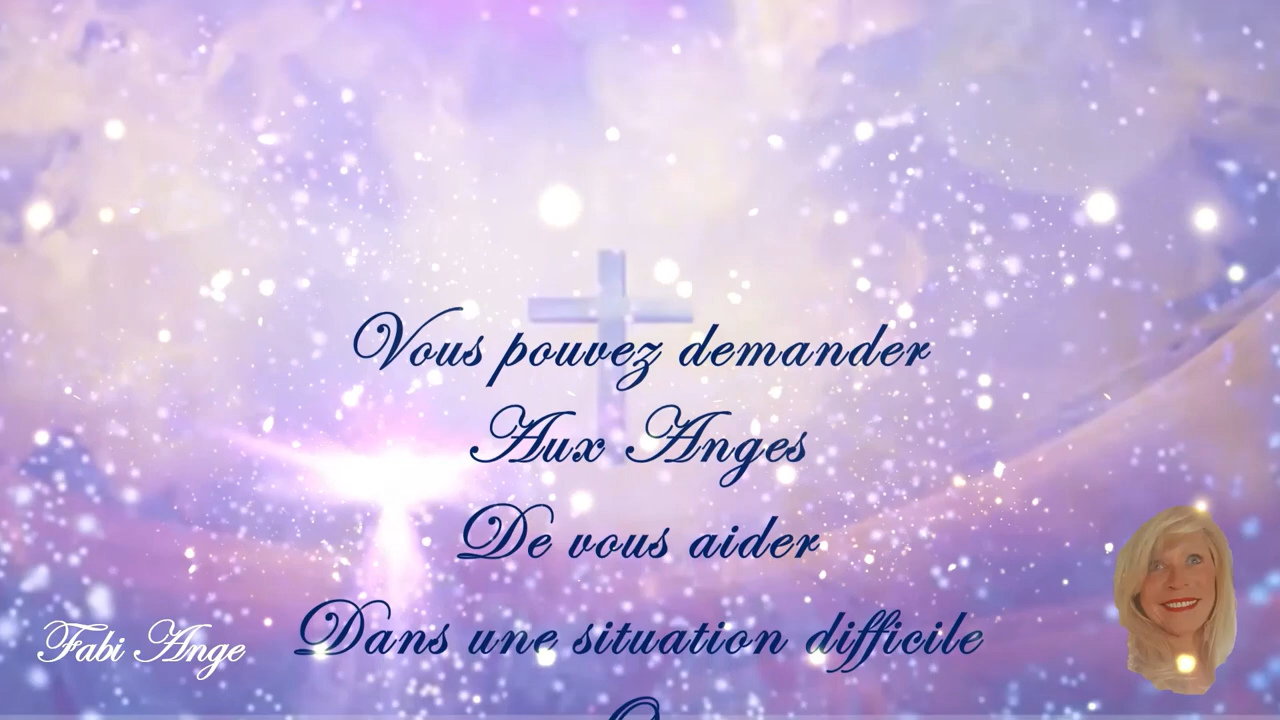 Vous pouvez demander
Aux Anges
De vous aider
Dans une situation difficile
Fabi Ange